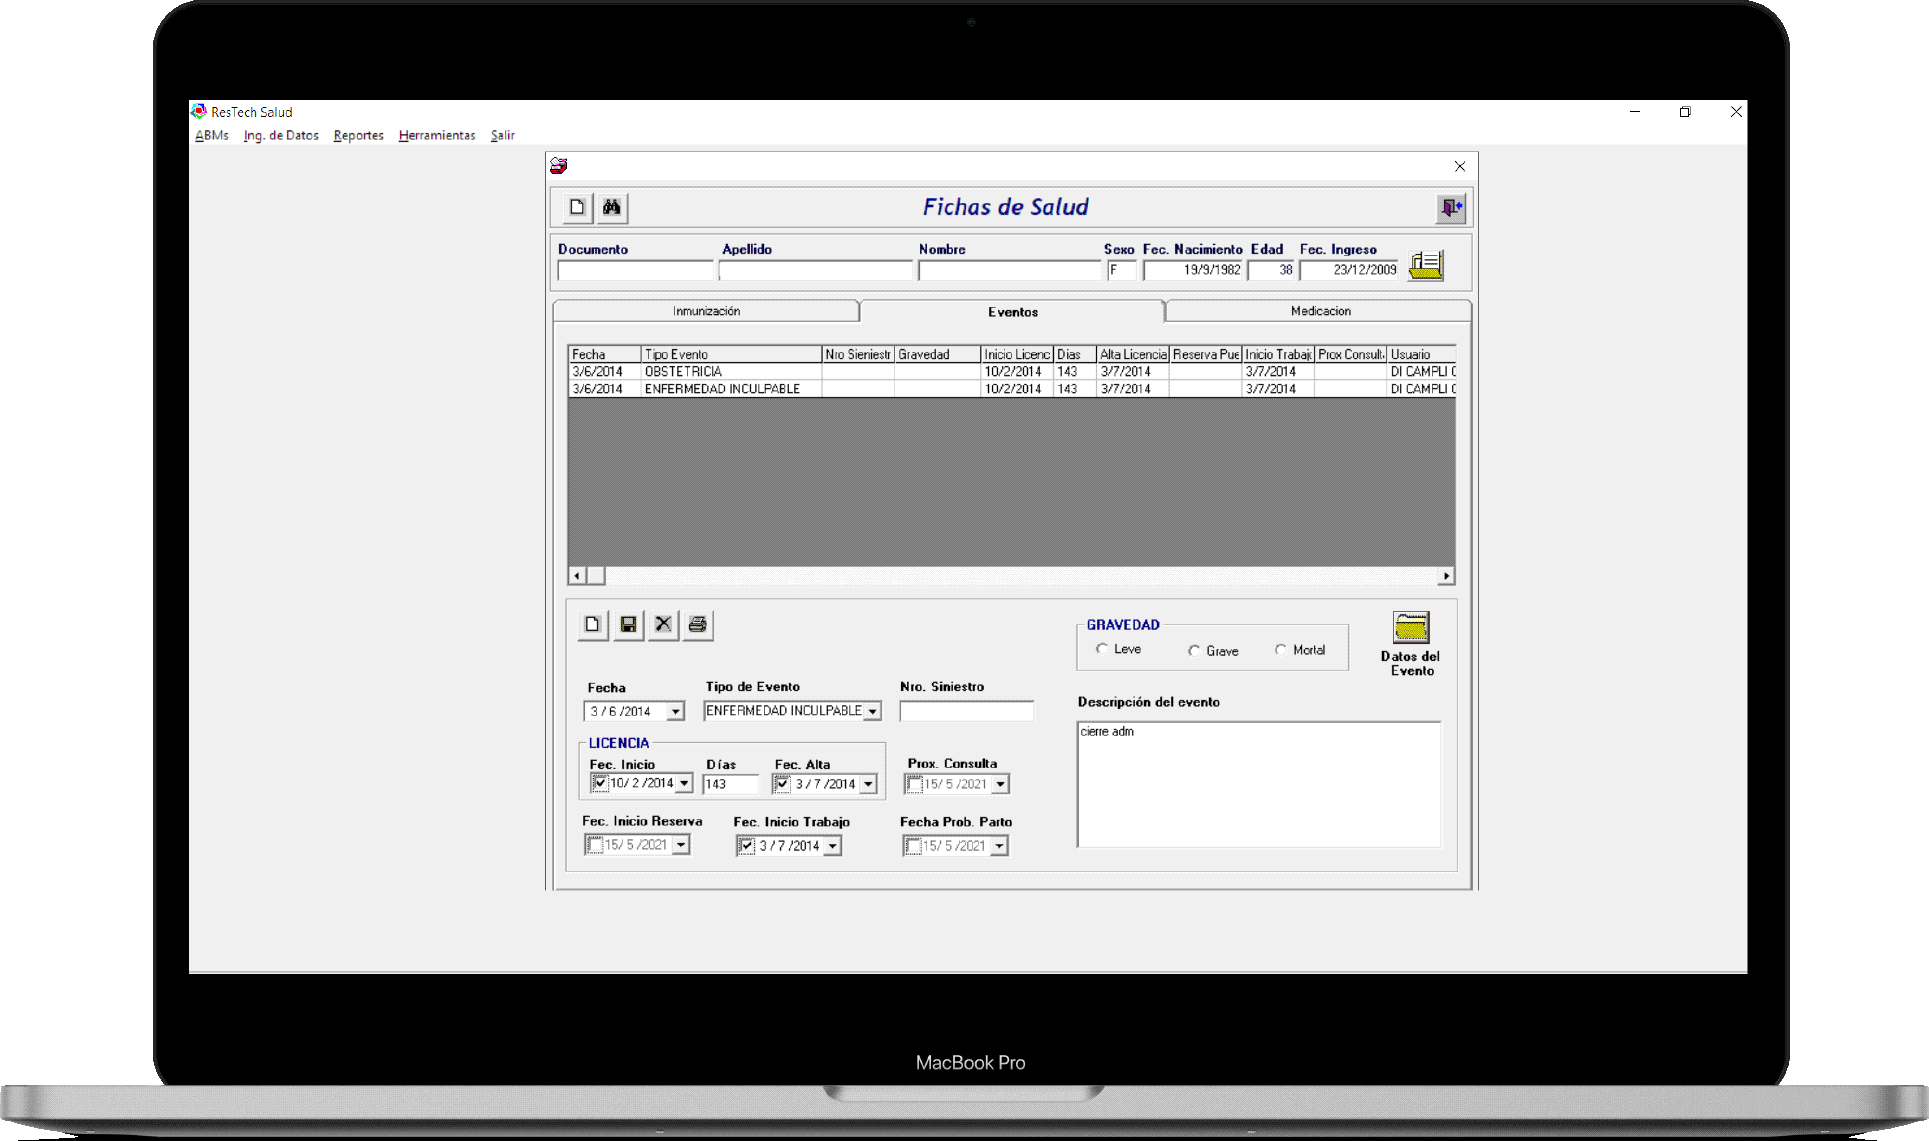 ResTech Salud
ABMs Ing. de Datos Reportes Herramientas Salir
Fichas de Salud
Documento Apellido Nombre Sexo Fec. Nacimiento Edad Fec. Ingreso
F 19/9/1982 38 23/12/2009
Inmunización Eventos Medicacion
Fecha Tipo Evento Nro Sieniestr Gravedad Inicio Licenc Dias Alta Licencia Reserva Pue Inicio Trabaj Prox Consult Usuario
3/6/2014 OBSTETRICIA 10/2/2014 143 3/7/2014 3/7/2014 DI CAMPLI
3/6/2014 ENFERMEDAD INCULPABLE 10/2/2014 143 3/7/2014 3/7/2014 DI CAMPLI
GRAVEDAD
Leve Grave Mortal
Datos del
Evento
Fecha Tipo de Evento Nro. Siniestro
3 / 6 /2014 ENFERMEDAD INCULPABLE
Descripción del evento
cierre adm
LICENCIA
Fec. Inicio Días Fec. Alta Prox. Consulta
10/ 2 /2014 143 3 / 7 /2014 15/ 5 /2021
Fec. Inicio Reserva Fec. Inicio Trabajo Fecha Prob. Parto
15/ 5 /2021 3 / 7 /2014 15/ 5 /2021
MacBook Pro